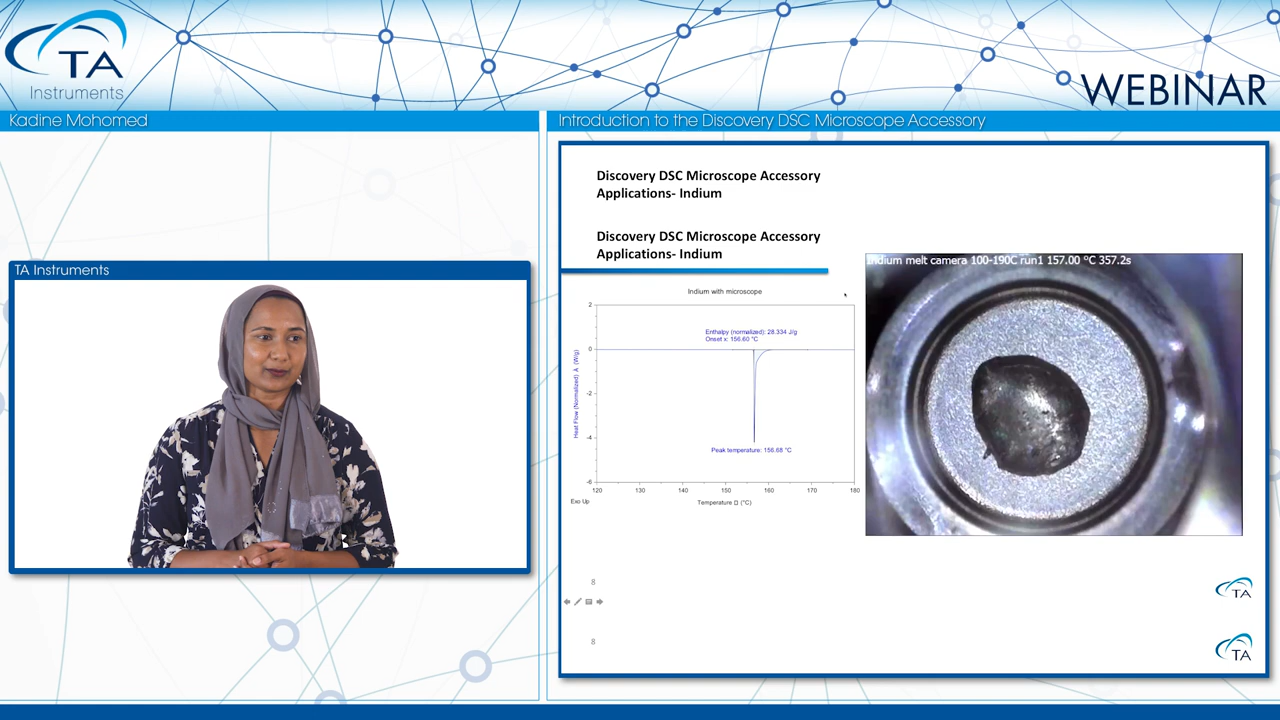 TA
Instruments
WEBINAR
Kadine Mohomed
Introduction to the Discovery DSC Microscope Accessory
TA Instruments
Discovery DSC Microscope Accessory
Applications- Indium
Discovery DSC Microscope Accessory
Applications- Indium
Indium with microscope
Enthalpy (normalized): 28.334 J/g
Onset x: 156.60 °C
Peak temperature: 156.68 °C
Heat Flow (Normalized) Å (W/g)
2
0
-2
-4
-6
120 130 140 150 160 170 180
Exo Up
Temperature ▯ (°C)
Indium melt camera 100-190C run1 157.00 °C 357.2s
8
TA
8
TA